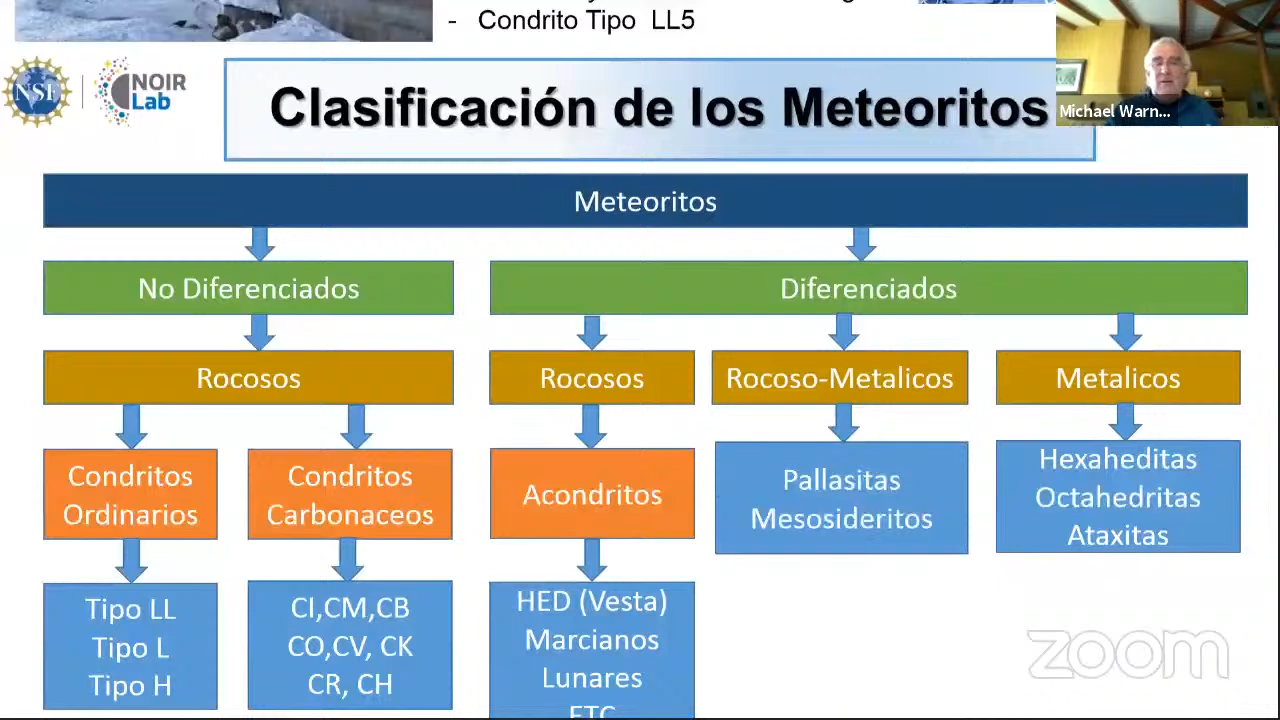 - Condrito Tipo LL5
NSF
NOIR
Lab
Clasificación de los Meteoritos
Michael Warn...
Meteoritos
No Diferenciados
Diferenciados
Rocosos
Rocosos
Rocoso-Metalicos
Metalicos
Condritos
Ordinarios
Condritos
Carbonaceos
Acondritos
Pallasitas
Mesosideritos
Hexaheditas
Octahedritas
Ataxitas
Tipo LL
Tipo L
Tipo H
CI,CM,CB
CO,CV, CK
CR, CH
HED (Vesta)
Marcianos
Lunares
ETC
zoom